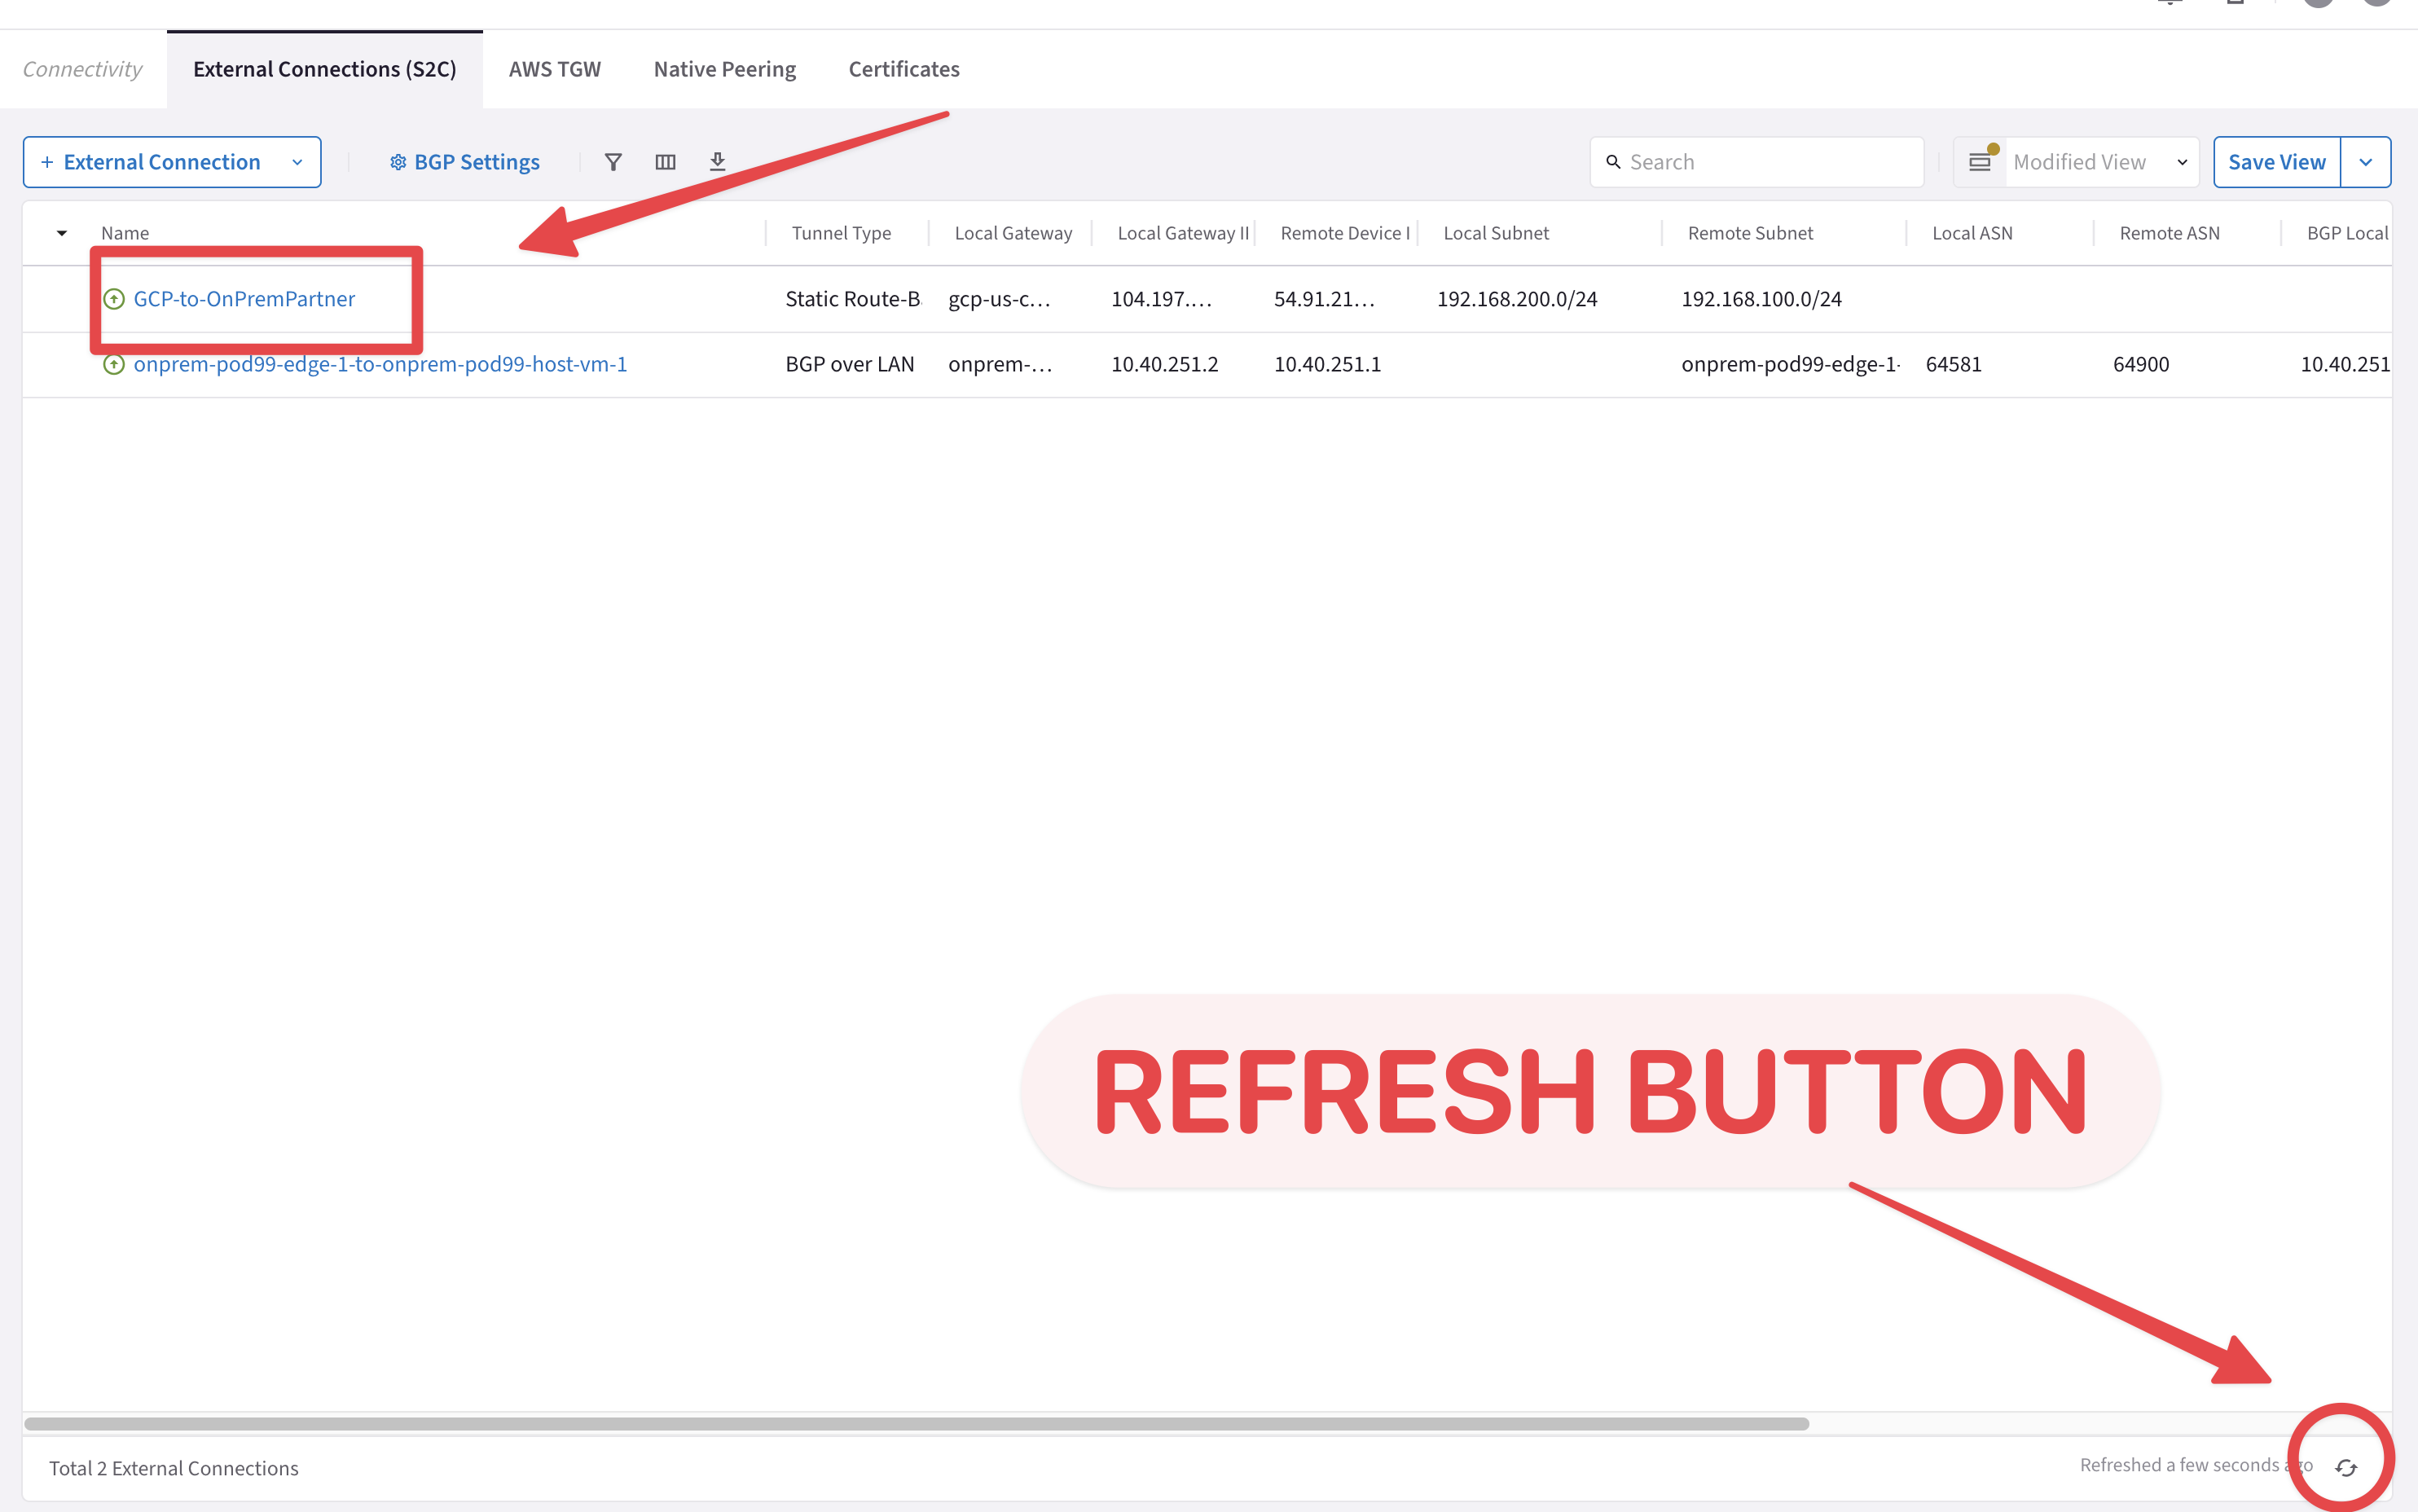 Connectivity External Connections (S2C) AWS TGW Native Peering Certificates
+ External Connection BGP Settings Search Modified View Save View
Name Tunnel Type Local Gateway Local Gateway II Remote Device I Local Subnet Remote Subnet Local ASN Remote ASN BGP Local
GCP-to-OnPremPartner Static Route-B gcp-us-c... 104.197.... 54.91.21... 192.168.200.0/24 192.168.100.0/24
onprem-pod99-edge-1-to-onprem-pod99-host-vm-1 BGP over LAN onprem-... 10.40.251.2 10.40.251.1 onprem-pod99-edge-1- 64581 64900 10.40.251
REFRESH BUTTON
Total 2 External Connections Refreshed a few seconds ago